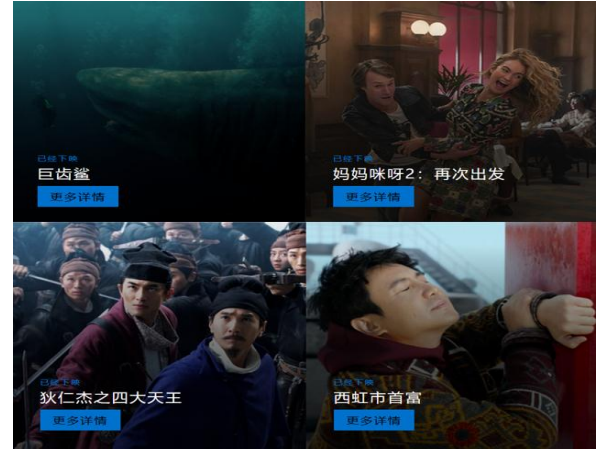 已经下映
巨齿鲨
更多详情
已经下映
妈妈咪呀2：再次出发
更多详情
已经下映
狄仁杰之四大天王
更多详情
已经下映
西虹市首富
更多详情